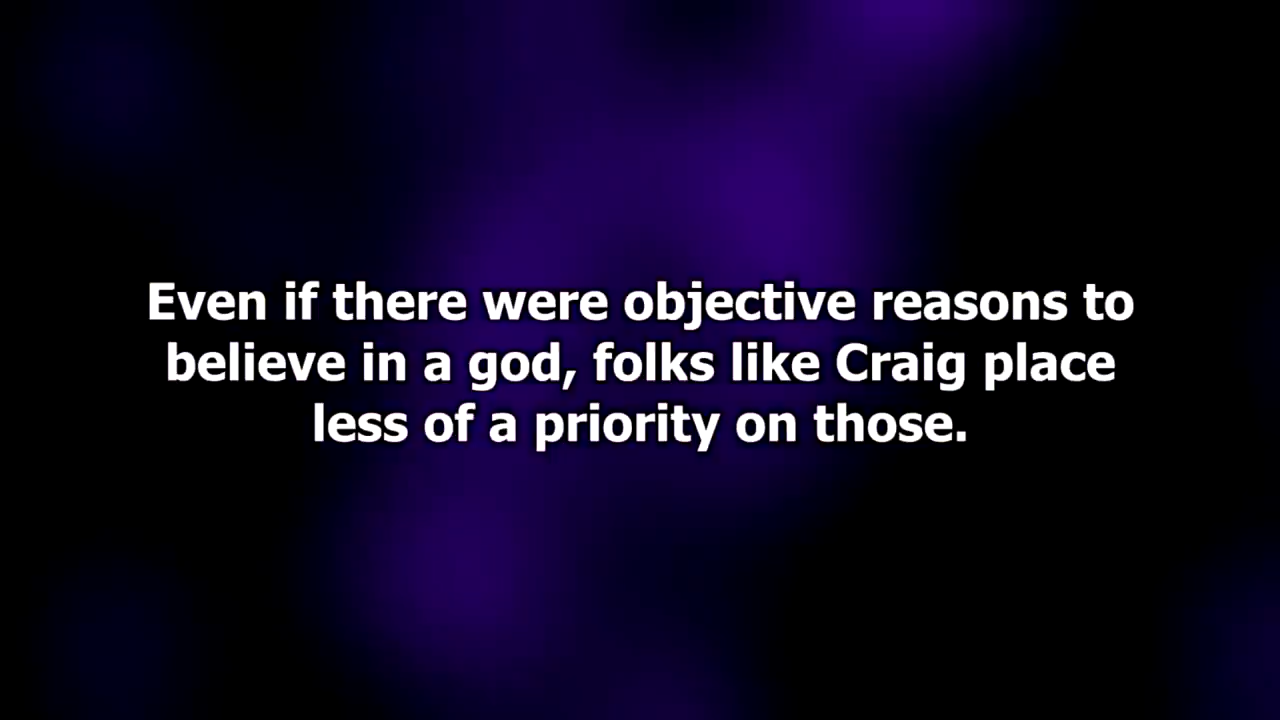 Even if there were objective reasons to
believe in a god, folks like Craig place
less of a priority on those.